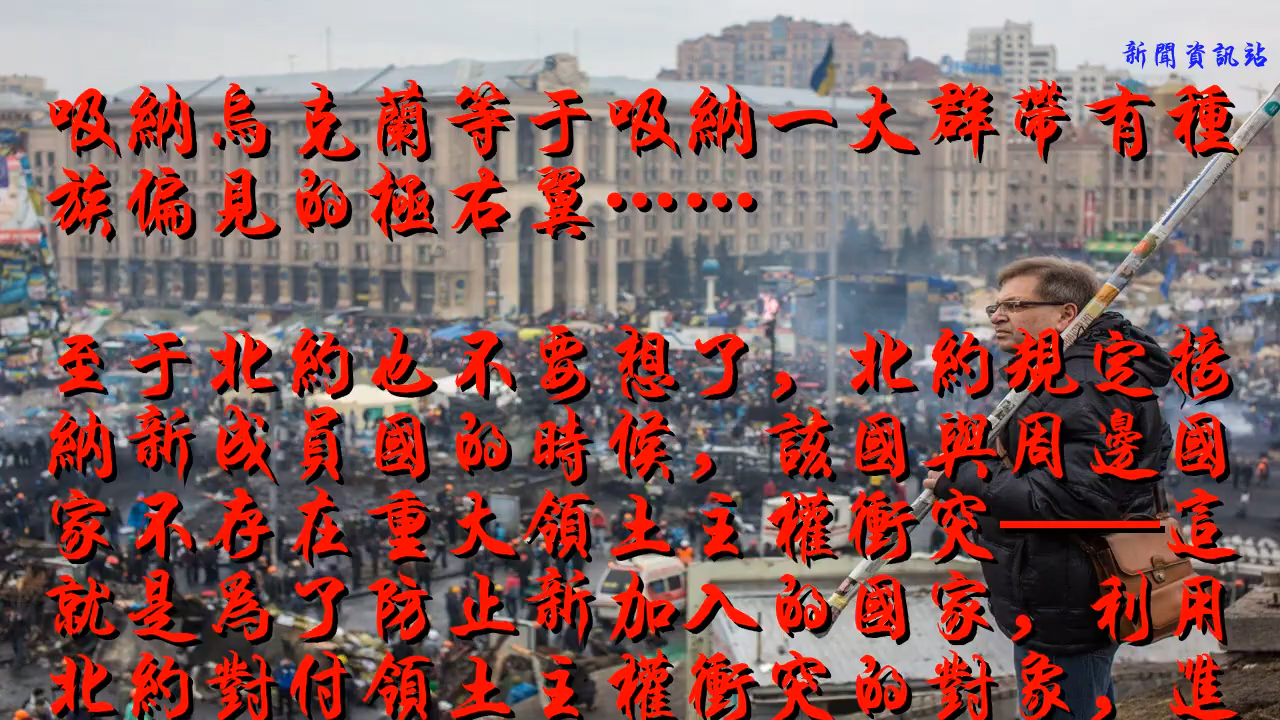 新聞資訊站
吸納烏克蘭等于吸納一大群帶有種
族偏見的極右翼……
至于北約也不要想了，北約規定接
納新成員國的時候，該國與周邊國
家不存在重大領土主權衝突——這
就是爲了防止新加入的國家，利用
北約對付領土主權衝突的對象，進